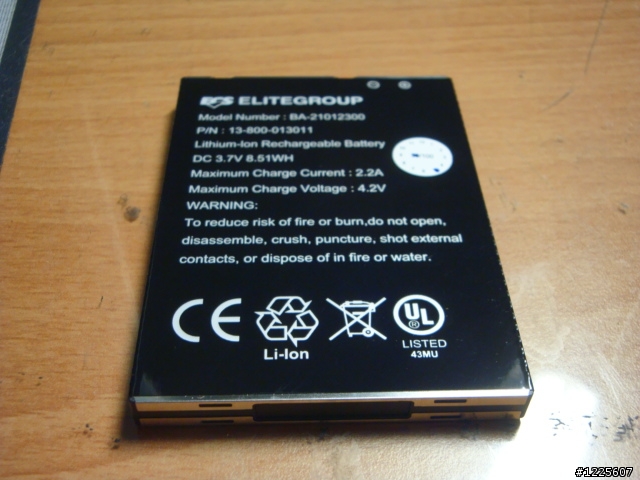 ECS ELITEGROUP
Model Number : BA-21012300
P/N : 13-800-013011
Lithium-Ion Rechargeable Battery
DC 3.7V 8.51WH
Maximum Charge Current : 2.2A
Maximum Charge Voltage : 4.2V
WARNING:
To reduce risk of fire or burn,do not open,
disassemble, crush, puncture, shot external
contacts, or dispose of in fire or water.
CE
UL
®
Li-Ion
LISTED
43MU
#1225607